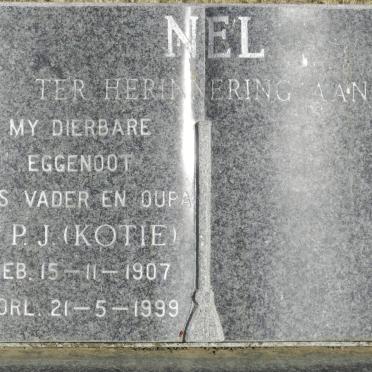 NEL
TER HERINNERING AAN
MY DIERBARE
EGGENOOT
S VADER EN OUPA
P.J (KOTIE)
EB. 15-11-1907
ORL. 21-5-1999